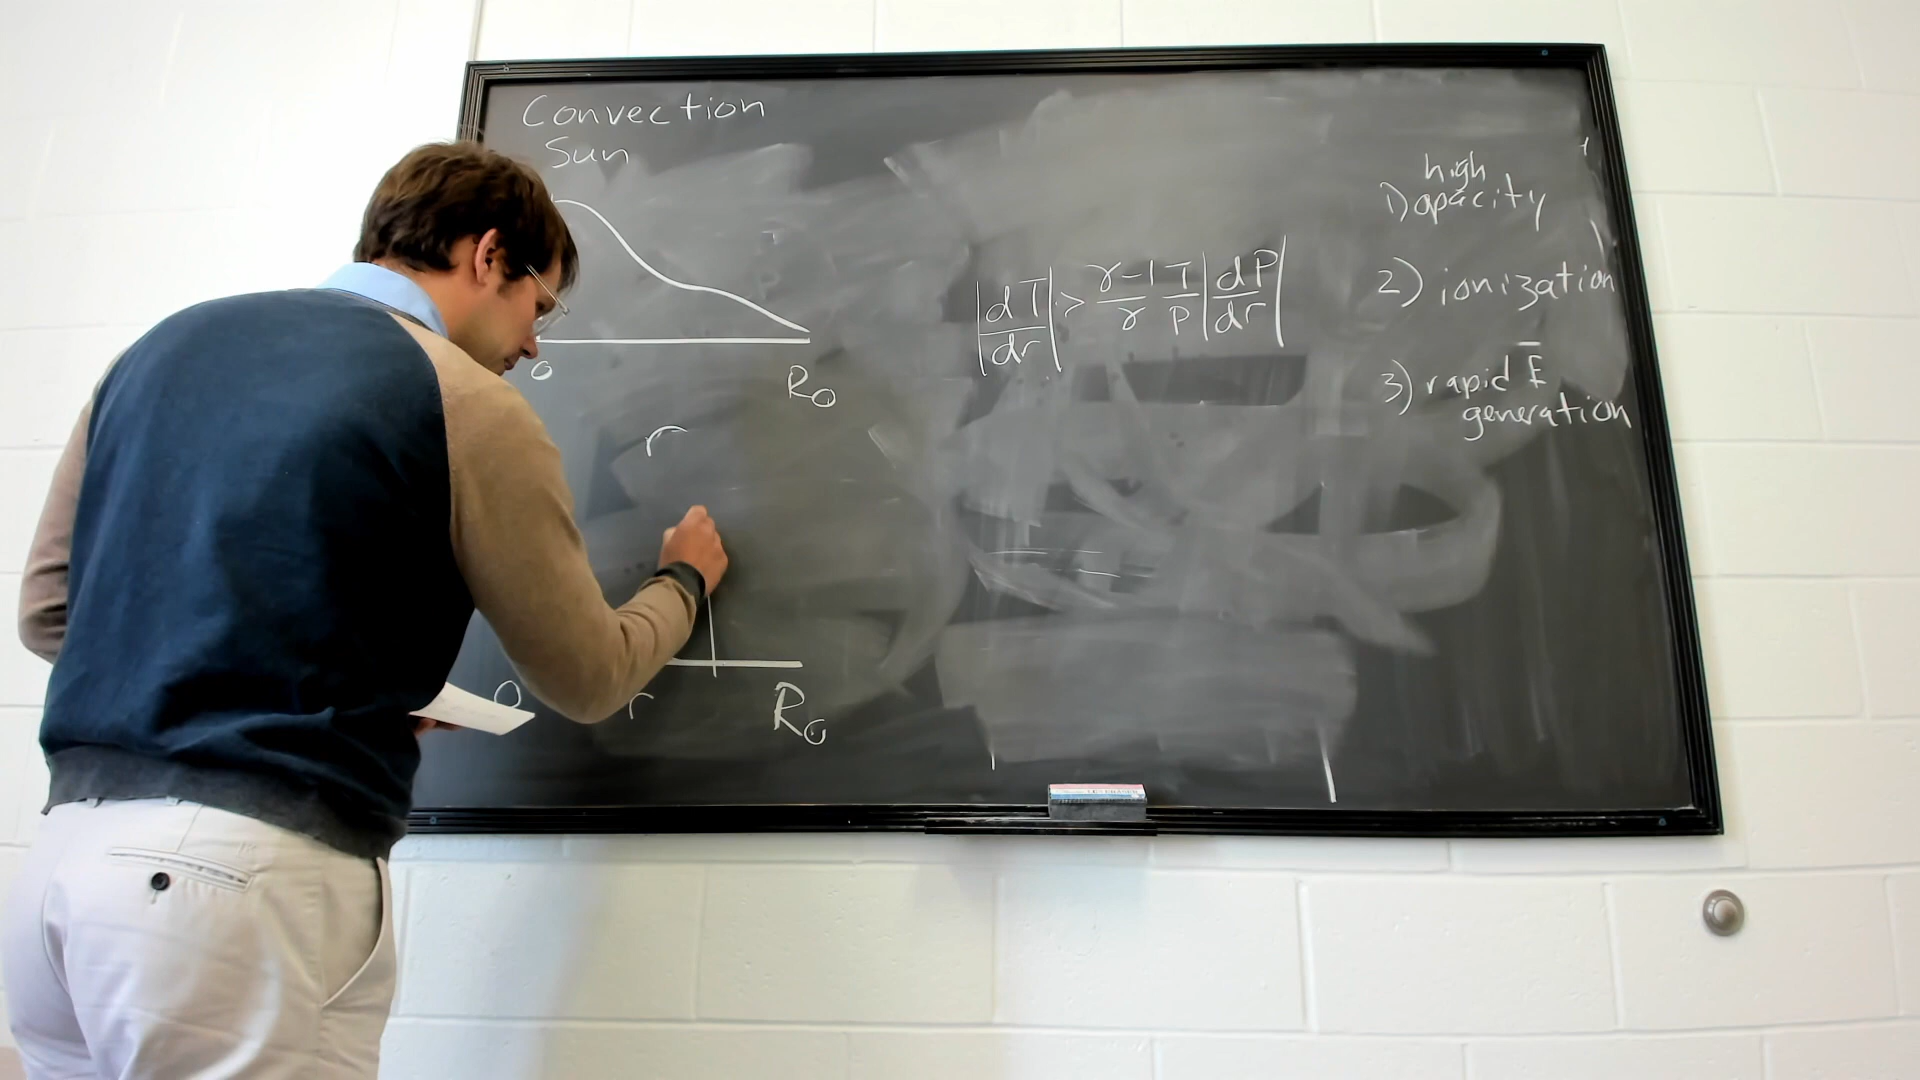 Convection
Sun
0
R⊙
r
0
r
R⊙
|dT/dr| > γ-1/γ T/P |dP/dr|
high
1) opacity
2) ionization
3) rapid E
generation